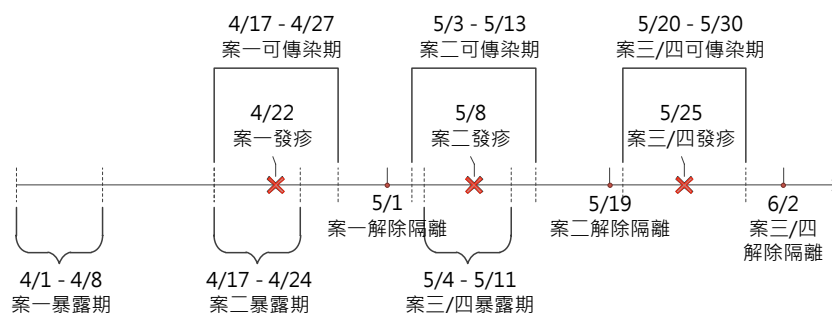 4/17 - 4/27
案一可傳染期
5/3 - 5/13
案二可傳染期
5/20 - 5/30
案三/四可傳染期
4/22
案一發疹
5/8
案二發疹
5/25
案三/四發疹
5/1
案一解除隔離
5/19
案二解除隔離
6/2
案三/四
解除隔離
4/1 - 4/8
案一暴露期
4/17 - 4/24
案二暴露期
5/4 - 5/11
案三/四暴露期